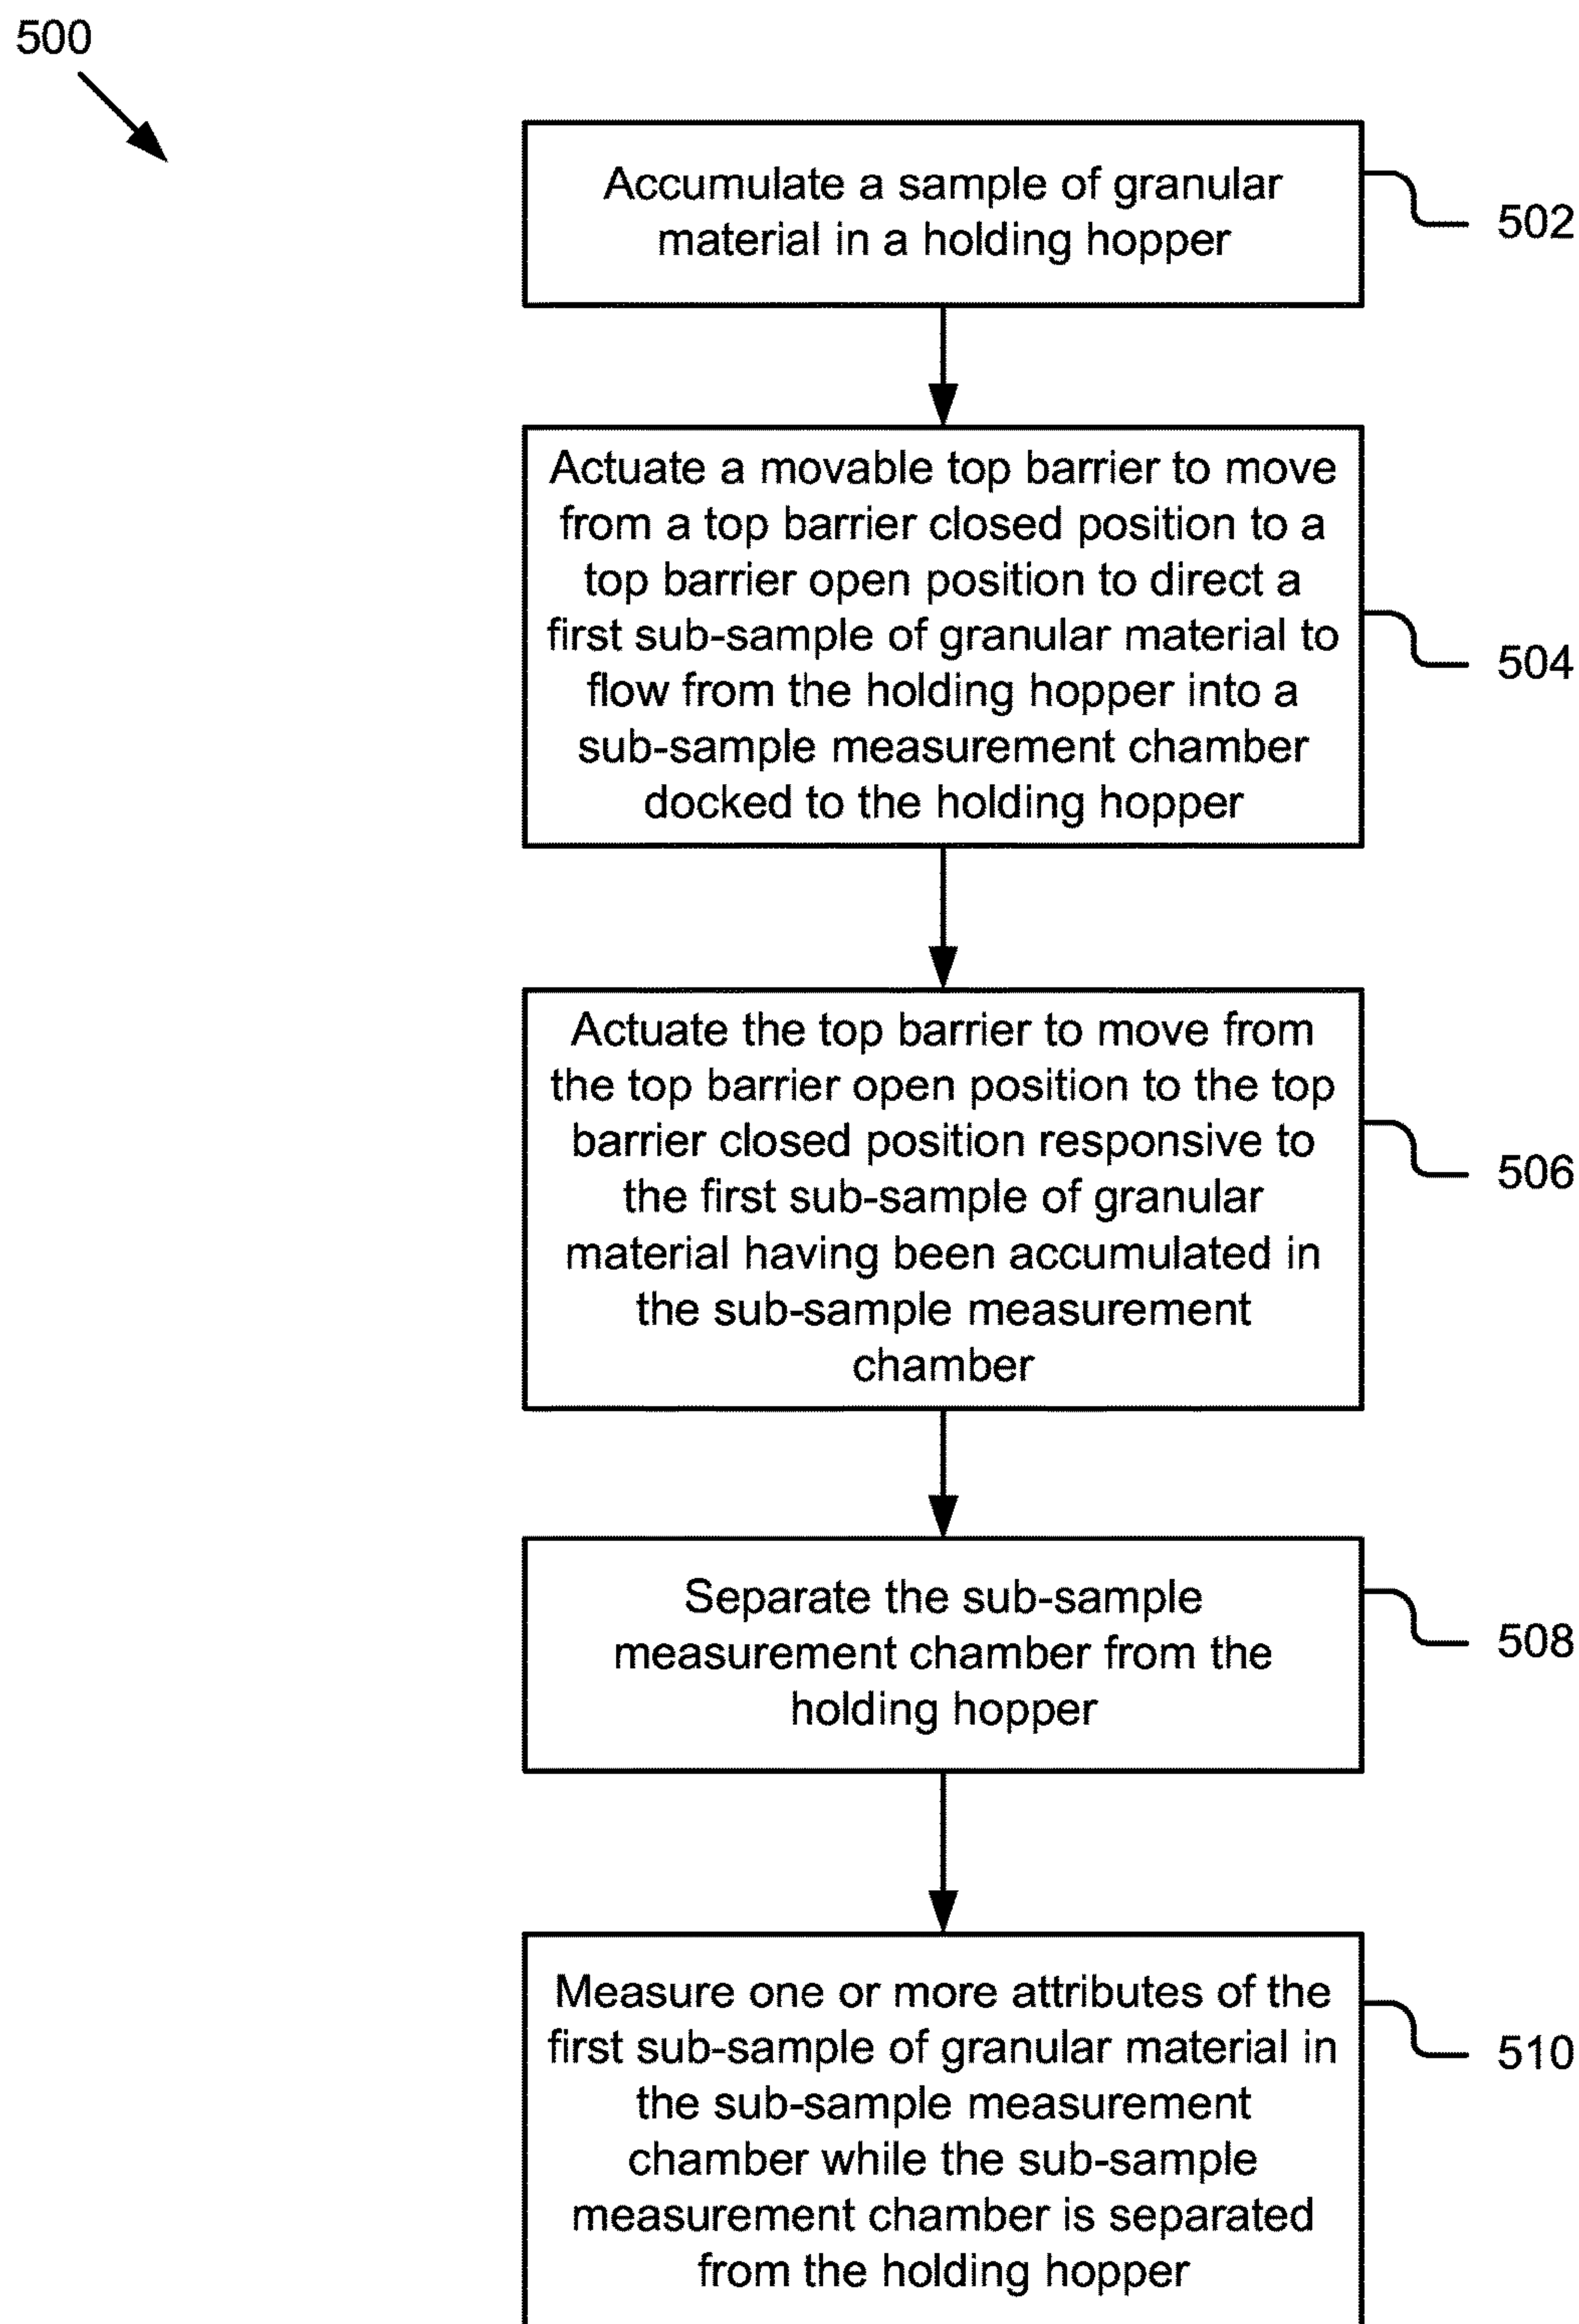 500
Accumulate a sample of granular
material in a holding hopper
502
Actuate a movable top barrier to move
from a top barrier closed position to a
top barrier open position to direct a
first sub-sample of granular material to
flow from the holding hopper into a
sub-sample measurement chamber
docked to the holding hopper
504
Actuate the top barrier to move from
the top barrier open position to the top
barrier closed position responsive to
the first sub-sample of granular
material having been accumulated in
the sub-sample measurement
chamber
506
Separate the sub-sample
measurement chamber from the
holding hopper
508
Measure one or more attributes of the
first sub-sample of granular material in
the sub-sample measurement
chamber while the sub-sample
measurement chamber is separated
from the holding hopper
510